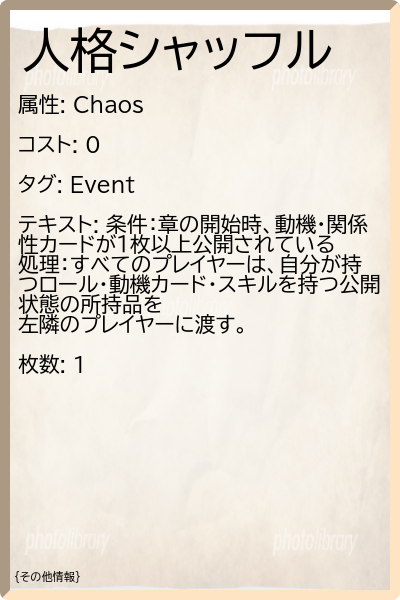 人格シャッフル
属性: Chaos
コスト: 0
タグ: Event
テキスト: 条件：章の開始時、動機・関係
性カードが1枚以上公開されている
処理：すべてのプレイヤーは、自分が持
つロール・動機カード・スキルを持つ公開
状態の所持品を
左隣のプレイヤーに渡す。
枚数: 1
photolibrary
photolibrary
photolibrary
photolibrary
{その他情報}